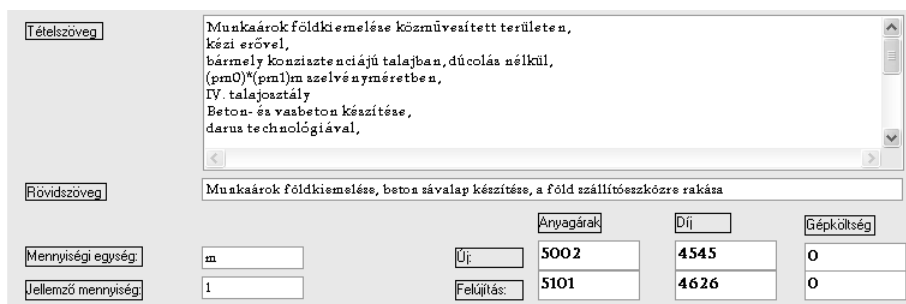 Tételszöveg
Munkaárok földkiemelése közművesített területen,
kézi erővel,
bármely konzisztenciájú talajban, dúcolás nélkül,
(prm0)*(prm1)m szelvényméretben,
IV. talajosztály
Beton- és vasbeton készítése,
darus technológiával,
Rövidszöveg
Munkaárok földkiemelése, beton sávalap készítése, a föld szállítóeszközre rakása
Anyagárak Díj Gépköltség
Mennyiségi egység: m Új: 5002 4545 0
Jellemző mennyiség: 1 Felújítás: 5101 4626 0